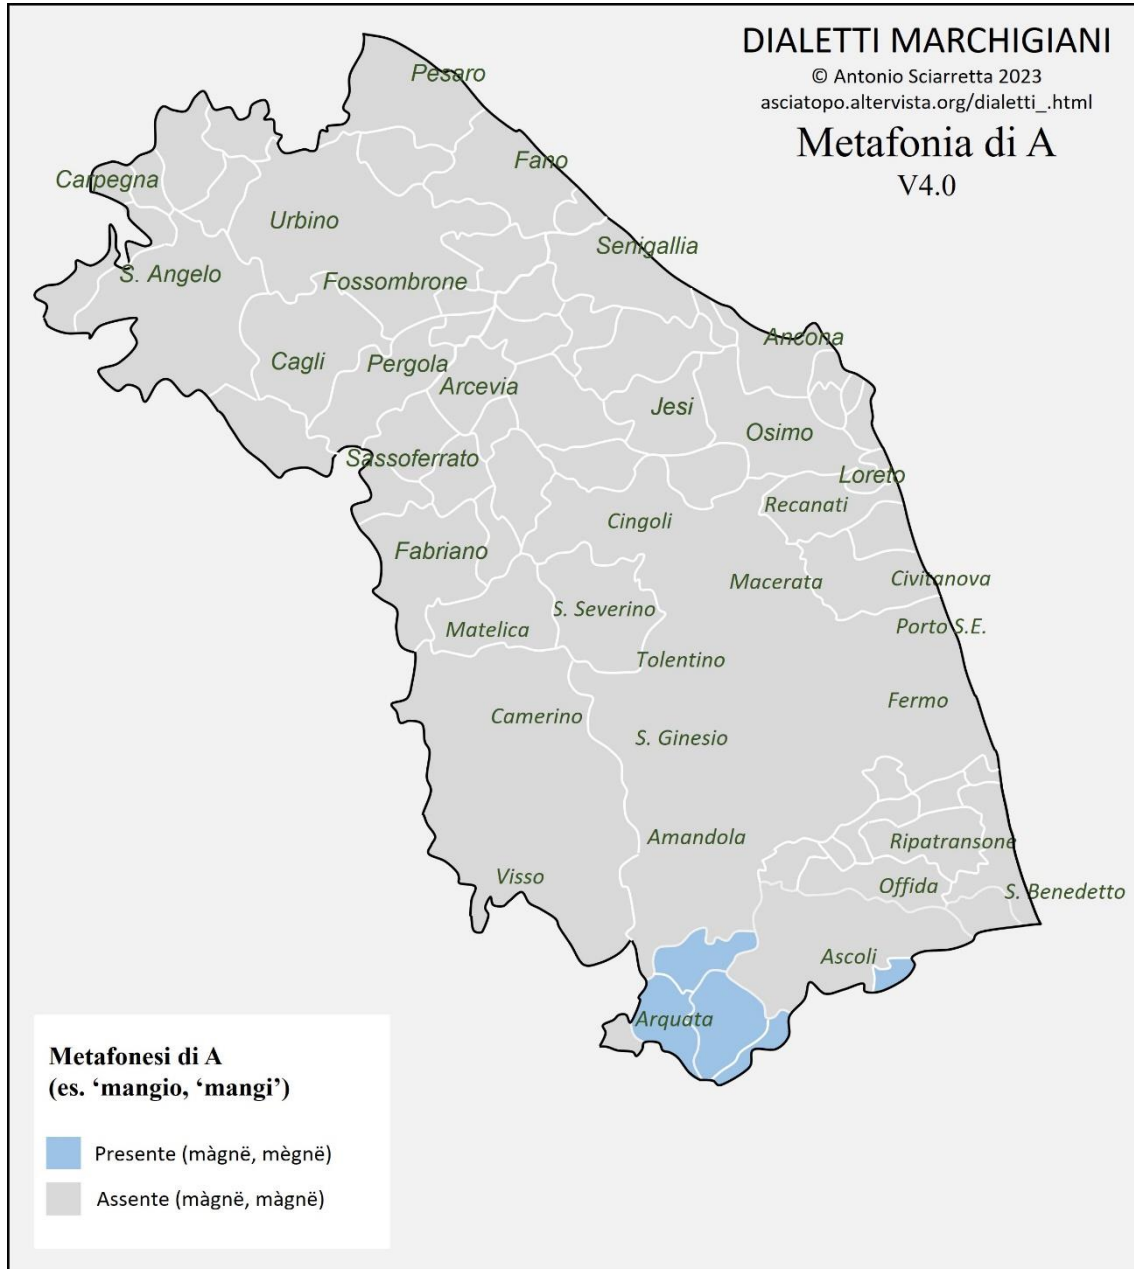 DIALETTI MARCHIGIANI
© Antonio Sciarretta 2023
asciatopo.altervista.org/dialetti_.html
Metafonia di A
V4.0
Pesaro
Fano
Carpegna
Urbino
Senigallia
S. Angelo
Fossombrone
Ancona
Cagli
Pergola
Arcevia
Jesi
Osimo
Sassoferrato
Loreto
Recanati
Cingoli
Fabriano
Macerata
Civitanova
S. Severino
Matelica
Porto S.E.
Tolentino
Fermo
Camerino
S. Ginesio
Amandola
Ripatransone
Visso
Offida
S. Benedetto
Ascoli
Arquata
Metafonesi di A
(es. ‘mangio, ‘mangi’)
Presente (màgnë, mègnë)
Assente (màgnë, màgnë)